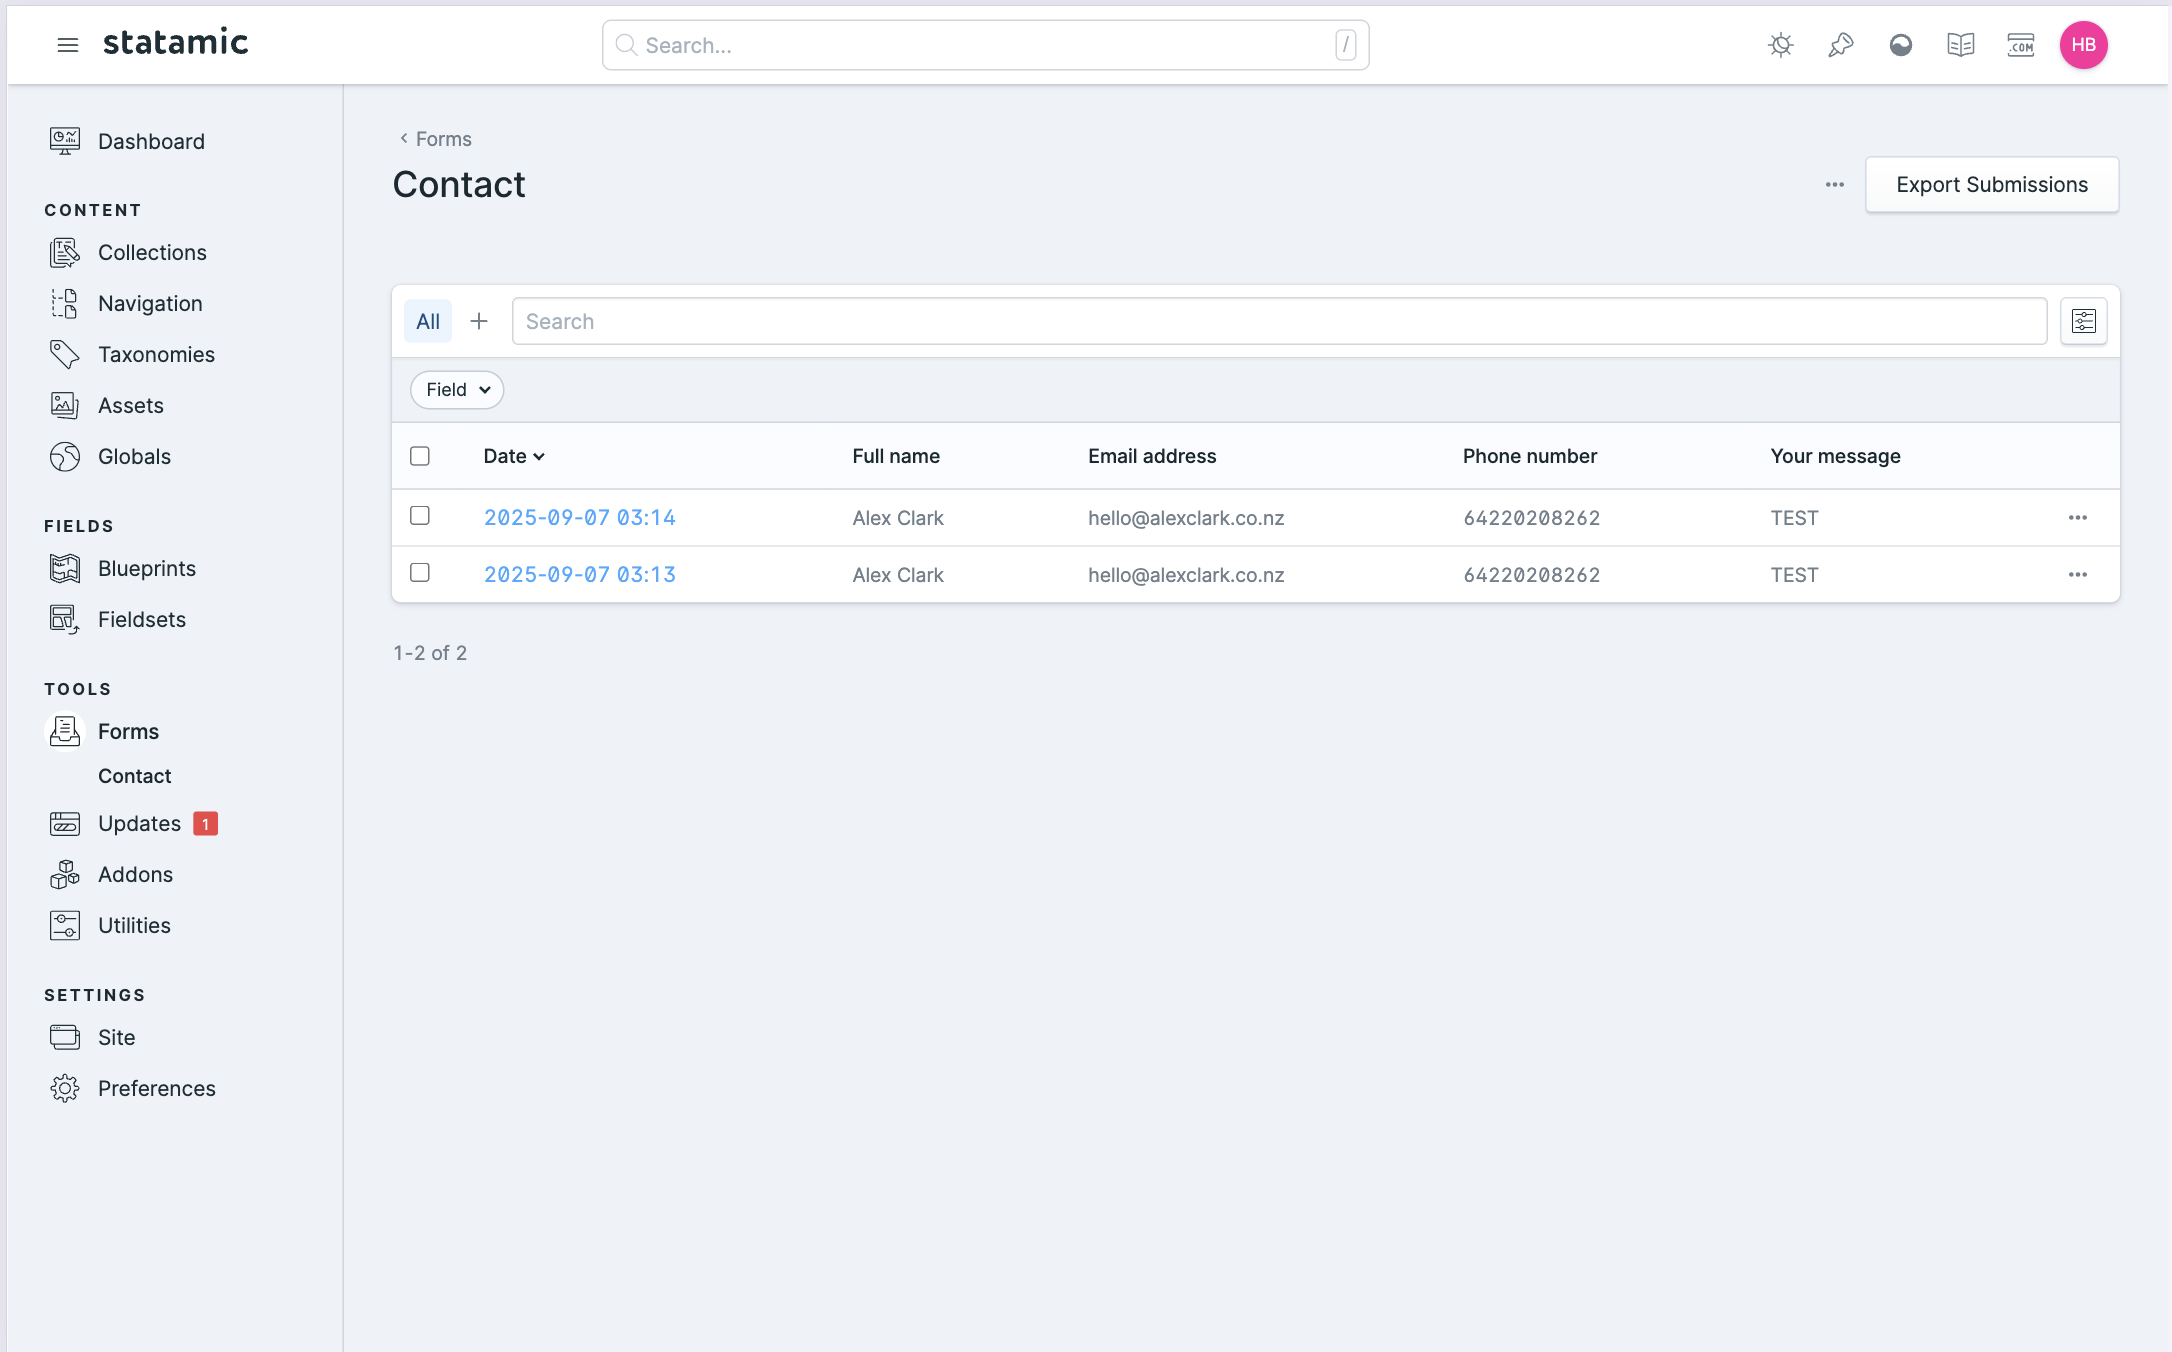 statamic
Search... /
.COM
HB
Dashboard
CONTENT
Collections
Navigation
Taxonomies
Assets
Globals
FIELDS
Blueprints
Fieldsets
TOOLS
Forms
Contact
Updates 1
Addons
Utilities
SETTINGS
Site
Preferences
Forms
Contact
Export Submissions
All + Search
Field
Date Full name Email address Phone number Your message
2025-09-07 03:14 Alex Clark hello@alexclark.co.nz 64220208262 TEST
2025-09-07 03:13 Alex Clark hello@alexclark.co.nz 64220208262 TEST
1-2 of 2